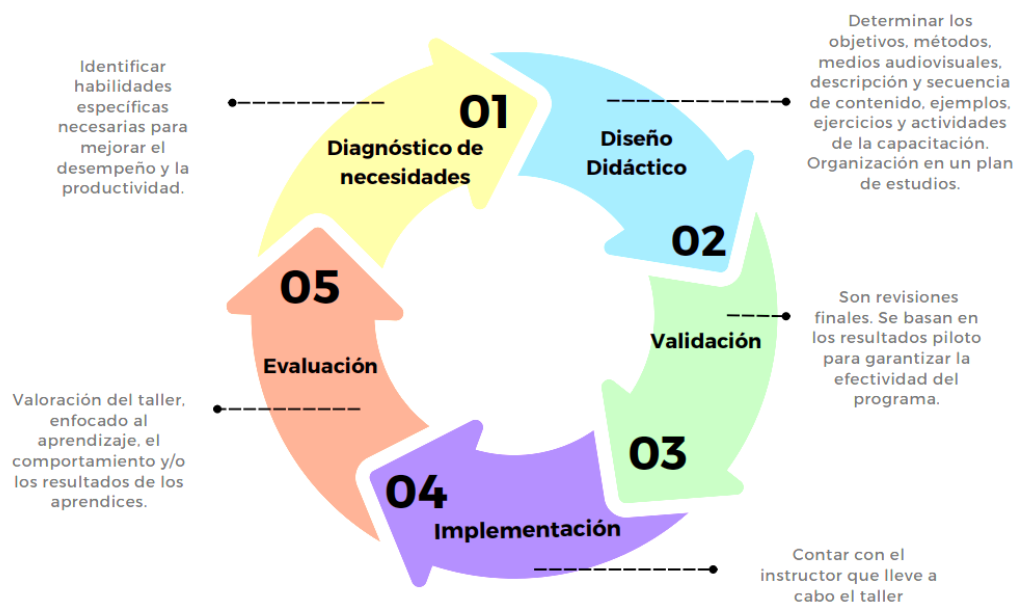 01
Diagnóstico de
necesidades
Identificar
habilidades
específicas
necesarias para
mejorar el
desempeño y la
productividad.
Diseño
Didáctico
02
Determinar los
objetivos, métodos,
medios audiovisuales,
descripción y secuencia
de contenido, ejemplos,
ejercicios y actividades
de la capacitación.
Organización en un plan
de estudios.
Validación
03
Son revisiones
finales. Se basan en
los resultados piloto
para garantizar la
efectividad del
programa.
04
Implementación
Contar con el
instructor que lleve a
cabo el taller
05
Evaluación
Valoración del taller,
enfocado al
aprendizaje, el
comportamiento y/o
los resultados de los
aprendices.